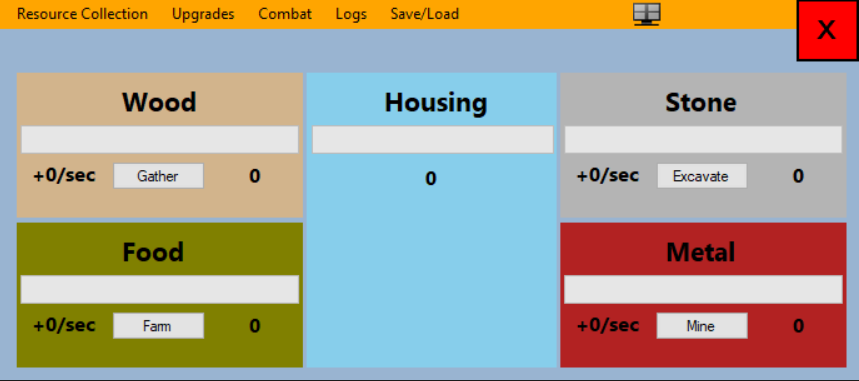 Resource Collection Upgrades Combat Logs Save/Load
X
Wood
+0/sec Gather 0
Housing
0
Stone
+0/sec Excavate 0
Food
+0/sec Farm 0
Metal
+0/sec Mine 0